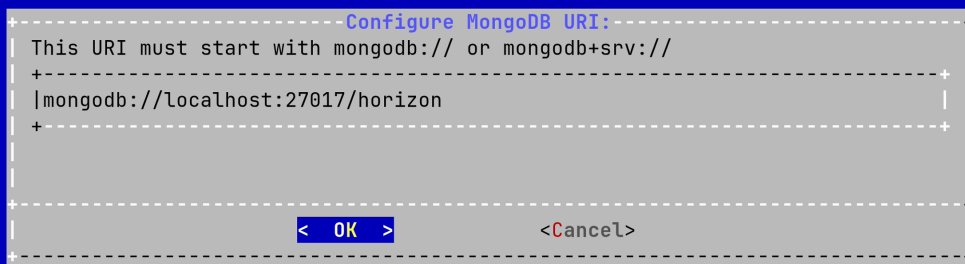 Configure MongoDB URI:
This URI must start with mongodb:// or mongodb+srv://
mongodb://localhost:27017/horizon
< OK > <Cancel>